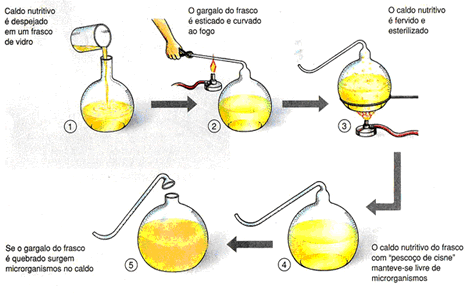 Caldo nutritivo
é despejado
em um frasco
de vidro
O gargalo do frasco
é esticado e curvado
ao fogo
O caldo nutritivo
é fervido e
esterilizado
1
2
3
Se o gargalo do frasco
é quebrado surgem
microrganismos no caldo
5
4
O caldo nutritivo do frasco
com “pescoço de cisne”
manteve-se livre de
microrganismos